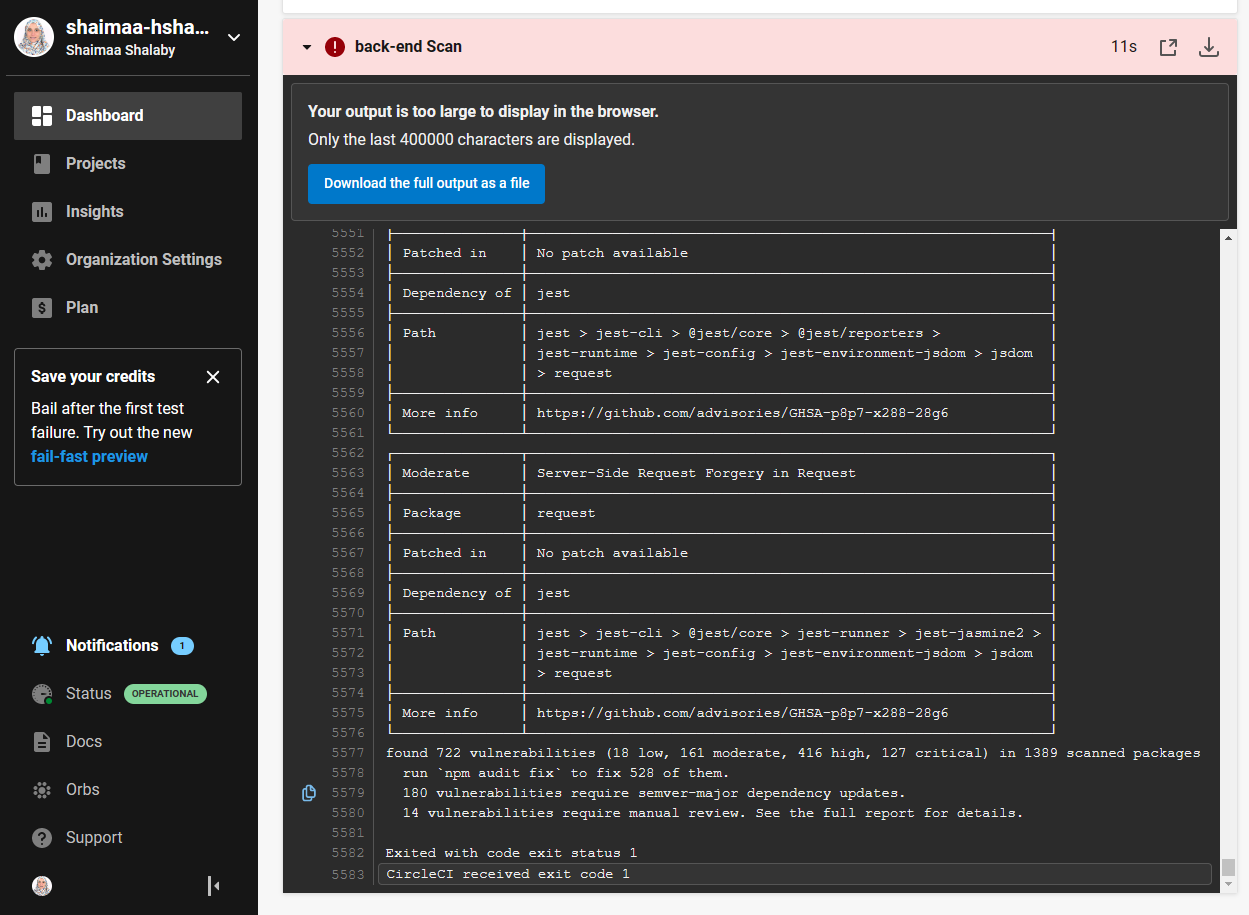 shaimaa-hsha...
Shaimaa Shalaby
Dashboard
Projects
Insights
Organization Settings
$ Plan
Save your credits
Bail after the first test
failure. Try out the new
fail-fast preview
Notifications 1
Status OPERATIONAL
Docs
Orbs
? Support
! back-end Scan 11s
Your output is too large to display in the browser.
Only the last 400000 characters are displayed.
Download the full output as a file
5551
5552 Patched in No patch available
5553
5554 Dependency of jest
5555
5556 Path jest > jest-cli > @jest/core > @jest/reporters >
5557 jest-runtime > jest-config > jest-environment-jsdom > jsdom
5558 > request
5559
5560 More info https://github.com/advisories/GHSA-p8p7-x288-28g6
5561
5562
5563 Moderate Server-Side Request Forgery in Request
5564
5565 Package request
5566
5567 Patched in No patch available
5568
5569 Dependency of jest
5570
5571 Path jest > jest-cli > @jest/core > jest-runner > jest-jasmine2 >
5572 jest-runtime > jest-config > jest-environment-jsdom > jsdom
5573 > request
5574
5575 More info https://github.com/advisories/GHSA-p8p7-x288-28g6
5576
5577 found 722 vulnerabilities (18 low, 161 moderate, 416 high, 127 critical) in 1389 scanned packages
5578 run `npm audit fix` to fix 528 of them.
5579 180 vulnerabilities require semver-major dependency updates.
5580 14 vulnerabilities require manual review. See the full report for details.
5581
5582 Exited with code exit status 1
5583 CircleCI received exit code 1